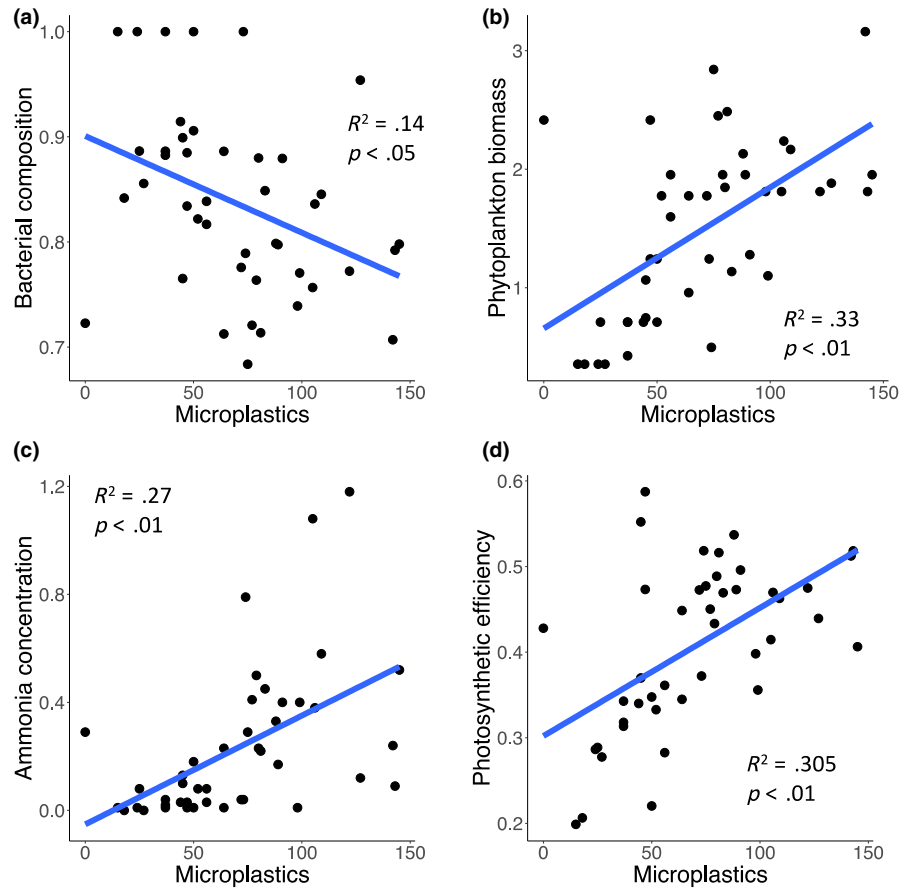 (a)
1.0
0.9
0.8
0.7
Bacterial composition
R² = .14
p < .05
0
50
100
150
Microplastics
(b)
3
2
1
Phytoplankton biomass
R² = .33
p < .01
0
50
100
150
Microplastics
(c)
1.2
0.8
0.4
0.0
Ammonia concentration
R² = .27
p < .01
0
50
100
150
Microplastics
(d)
0.6
0.5
0.4
0.3
0.2
Photosynthetic efficiency
R² = .305
p < .01
0
50
100
150
Microplastics